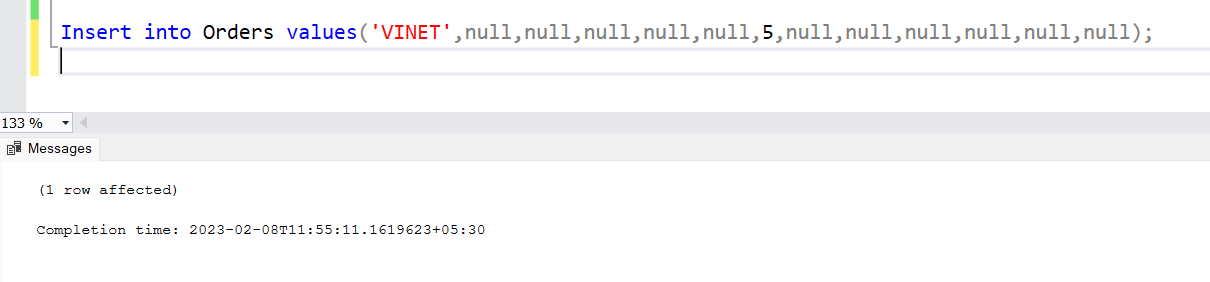 Insert into Orders values('VINET',null,null,null,null,null,5,null,null,null,null,null,null);
133 %
Messages
(1 row affected)
Completion time: 2023-02-08T11:55:11.1619623+05:30